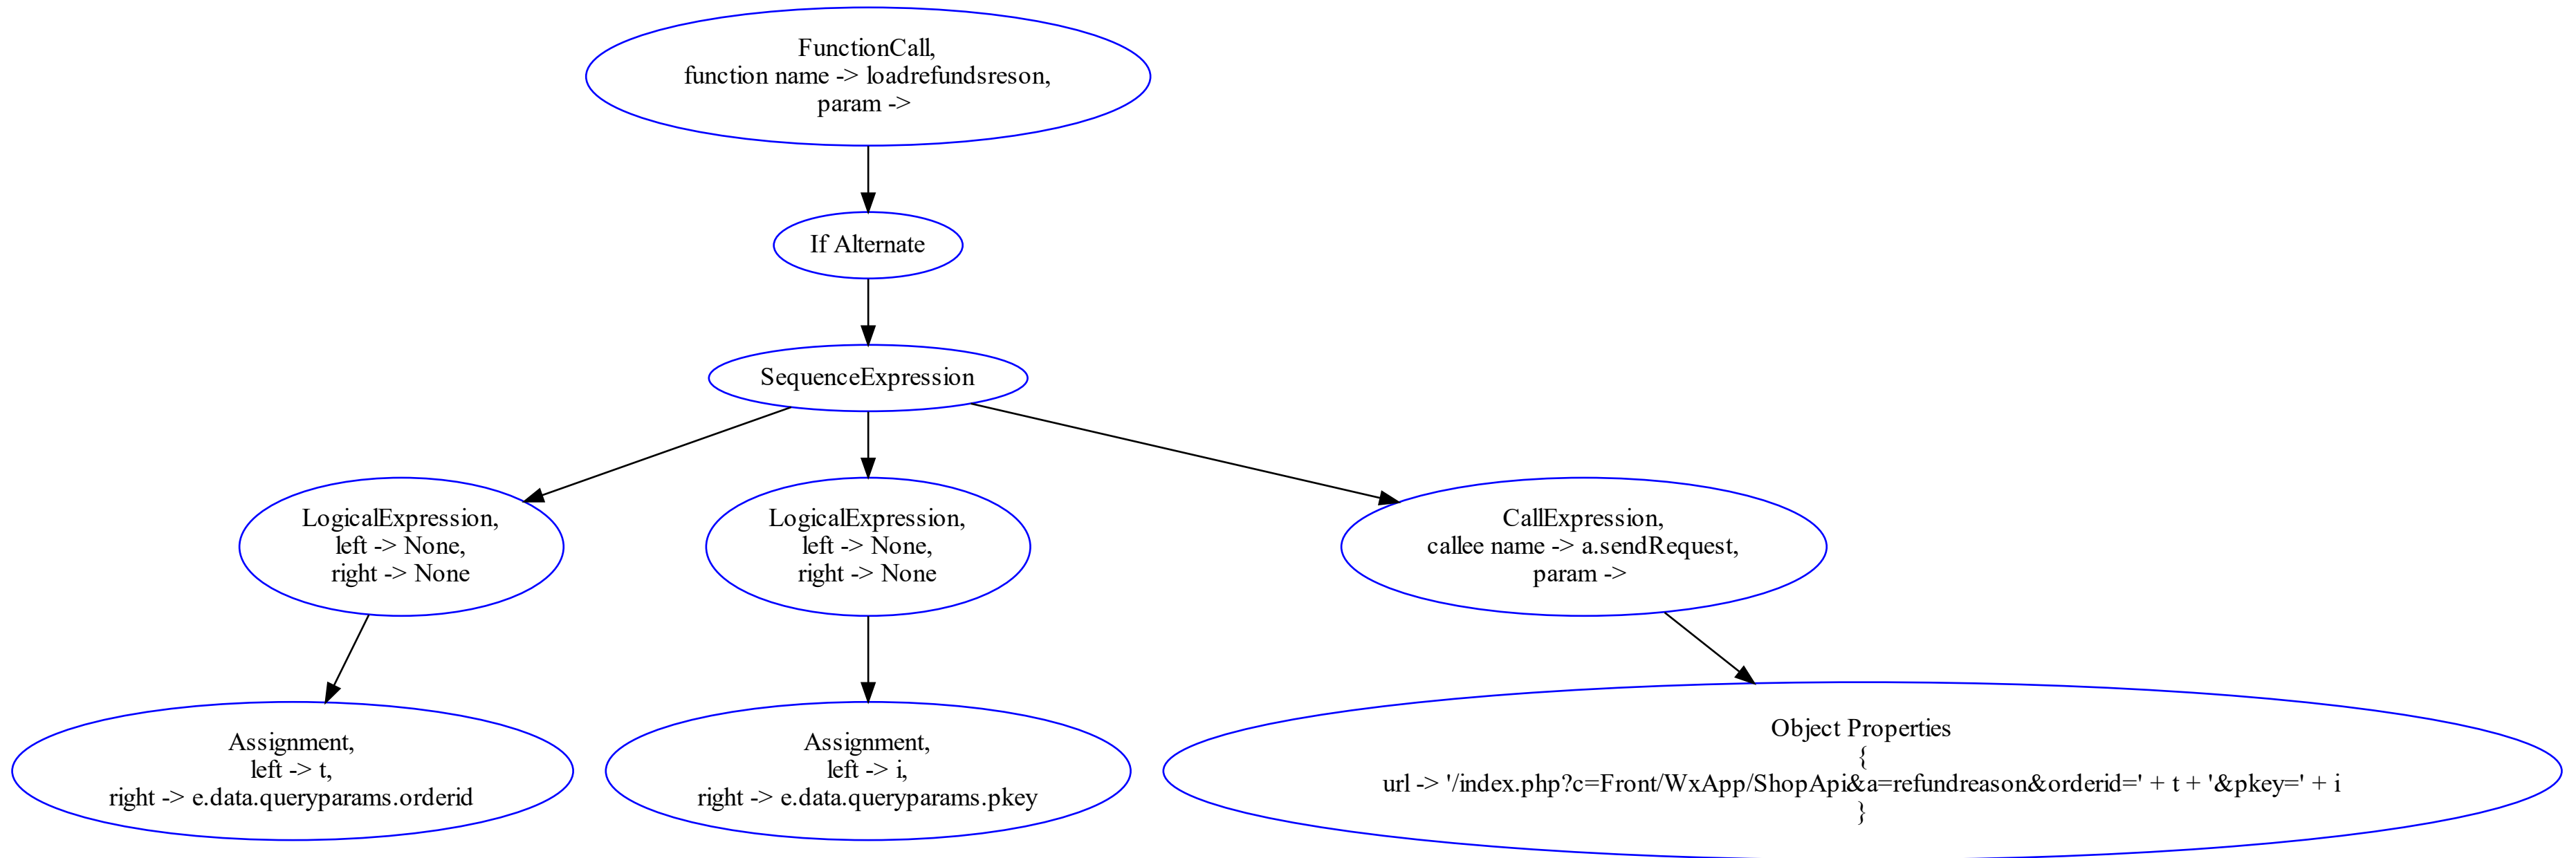 FunctionCall,
function name -> loadrefundsreson,
param ->
If Alternate
SequenceExpression
LogicalExpression,
left -> None,
right -> None
LogicalExpression,
left -> None,
right -> None
CallExpression,
callee name -> a.sendRequest,
param ->
Assignment,
left -> t,
right -> e.data.queryparams.orderid
Assignment,
left -> i,
right -> e.data.queryparams.pkey
Object Properties
{
url -> '/index.php?c=Front/WxApp/ShopApi&a=refundreason&orderid=' + t + '&pkey=' + i
}